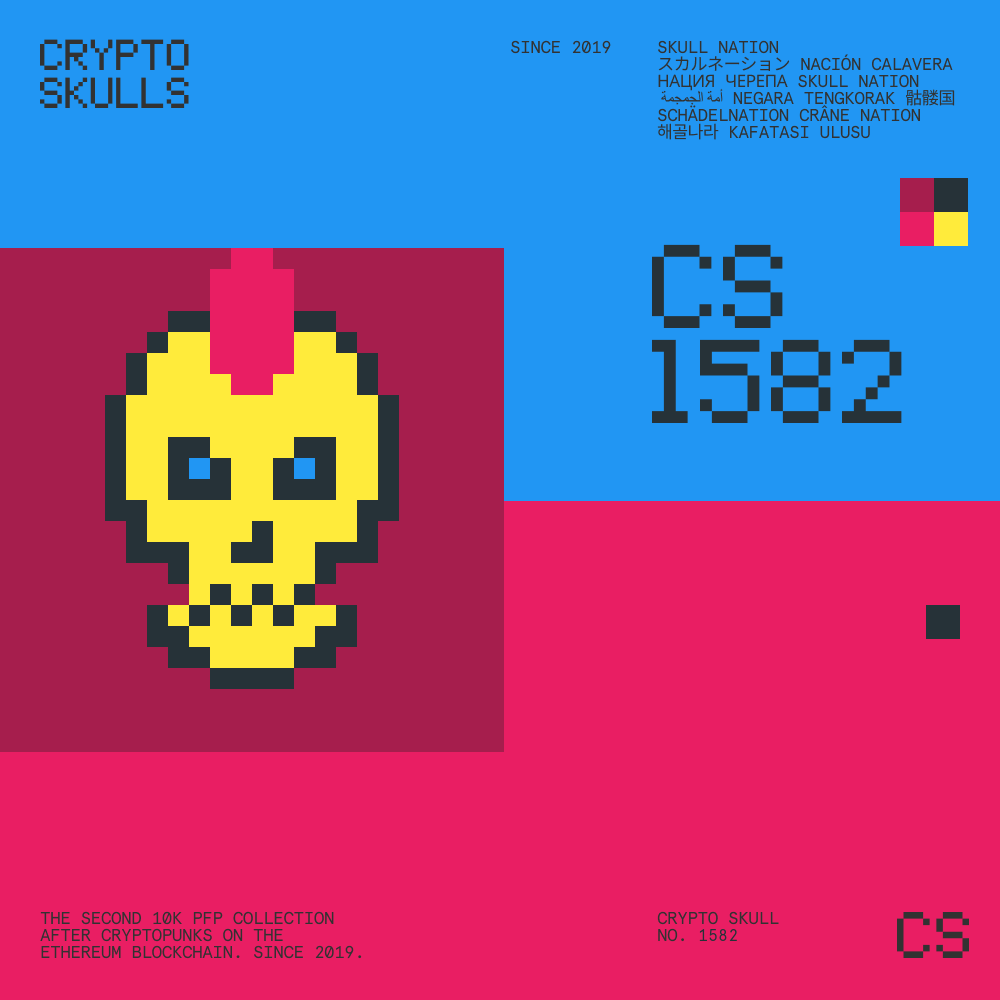 CRYPTO
SKULLS
SINCE 2019
SKULL NATION
スカルネーション NACIÓN CALAVERA
НАЦИЯ ЧЕРЕПА SKULL NATION
أمة الجمجمة NEGARA TENGKORAK 骷髅国
SCHÄDELNATION CRÂNE NATION
해골나라 KAFATASI ULUSU
CS
1582
THE SECOND 10K PFP COLLECTION
AFTER CRYPTOPUNKS ON THE
ETHEREUM BLOCKCHAIN. SINCE 2019.
CRYPTO SKULL
NO. 1582
CS